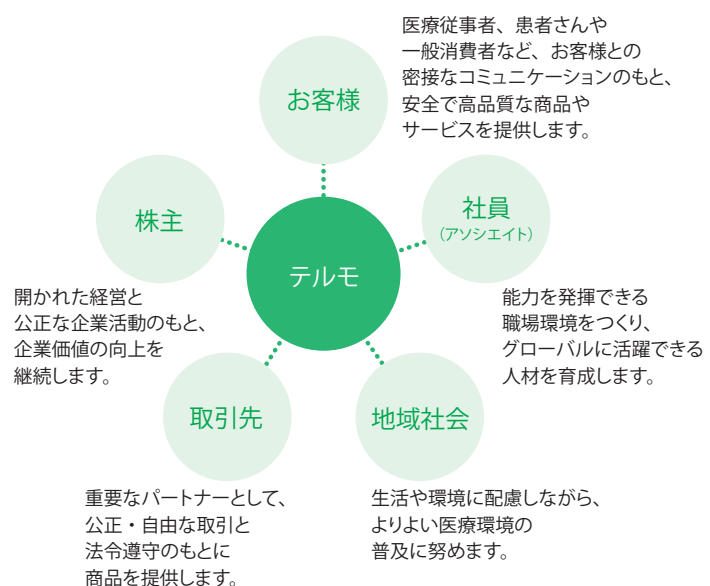 お客様
医療従事者、患者さんや
一般消費者など、お客様との
密接なコミュニケーションのもと、
安全で高品質な商品や
サービスを提供します。
社員
（アソシエイト）
能力を発揮できる
職場環境をつくり、
グローバルに活躍できる
人材を育成します。
株主
開かれた経営と
公正な企業活動のもと、
企業価値の向上を
継続します。
テルモ
取引先
重要なパートナーとして、
公正・自由な取引と
法令遵守のもとに
商品を提供します。
地域社会
生活や環境に配慮しながら、
よりよい医療環境の
普及に努めます。